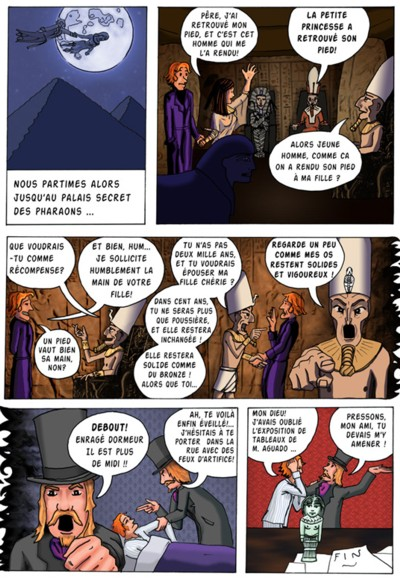 NOUS PARTIMES ALORS
JUSQU'AU PALAIS SECRET
DES PHARAONS ...
PÈRE, J'AI
RETROUVÉ MON
PIED, ET C'EST CET
HOMME QUI ME
L'A RENDU!
LA PETITE
PRINCESSE A
RETROUVÉ SON
PIED!
ALORS JEUNE
HOMME, COMME CA
ON A RENDU SON PIED
À MA FILLE ?
QUE VOUDRAIS
-TU COMME
RÉCOMPENSE?
ET BIEN, HUM...
JE SOLLICITE
HUMBLEMENT LA
MAIN DE VOTRE
FILLE!
UN PIED
VAUT BIEN
SA MAIN,
NON?
TU N'AS PAS
DEUX MILLE ANS,
ET TU VOUDRAIS
ÉPOUSER MA
FILLE CHÉRIE ?
DANS CENT ANS,
TU NE SERAS PLUS
QUE POUSSIÈRE,
ET ELLE RESTERA
INCHANGÉE !
ELLE RESTERA
SOLIDE COMME
DU BRONZE !
ALORS QUE TOI...
REGARDE UN PEU
COMME MES OS
RESTENT SOLIDES
ET VIGOUREUX !
DEBOUT!
ENRAGÉ DORMEUR
IL EST PLUS
DE MIDI !!
AH, TE VOILÀ
ENFIN ÉVEILLÉ!...
J'HÉSITAIS À TE
PORTER DANS LA
RUE AVEC DES
FEUX D'ARTIFICE!
MON DIEU!
J'AVAIS OUBLIÉ
L'EXPOSITION DE
TABLEAUX DE
M. AGUADO.
PRESSONS,
MON AMI, TU
DEVAIS M'Y
AMENER !
FIN